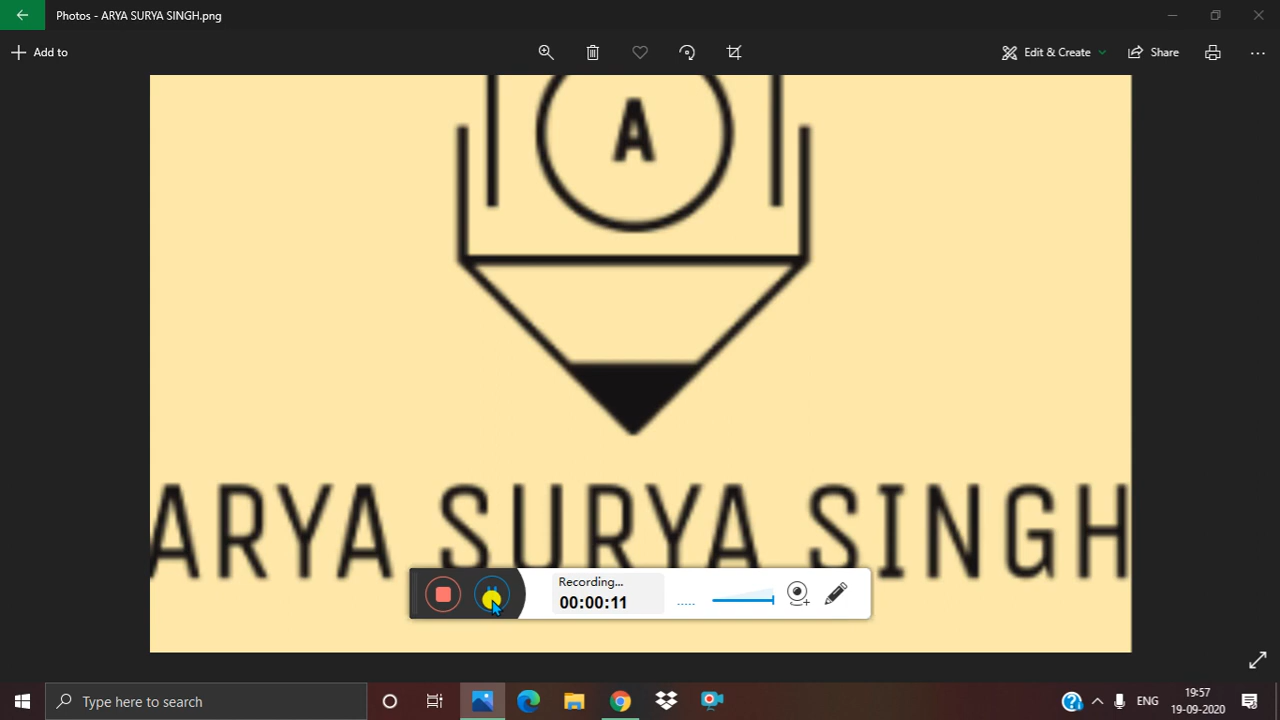 Photos - ARYA SURYA SINGH.png
Add to
Edit & Create
Share
A
ARYA SURYA SINGH
Recording...
00:00:11
Type here to search
ENG
19:57
19-09-2020